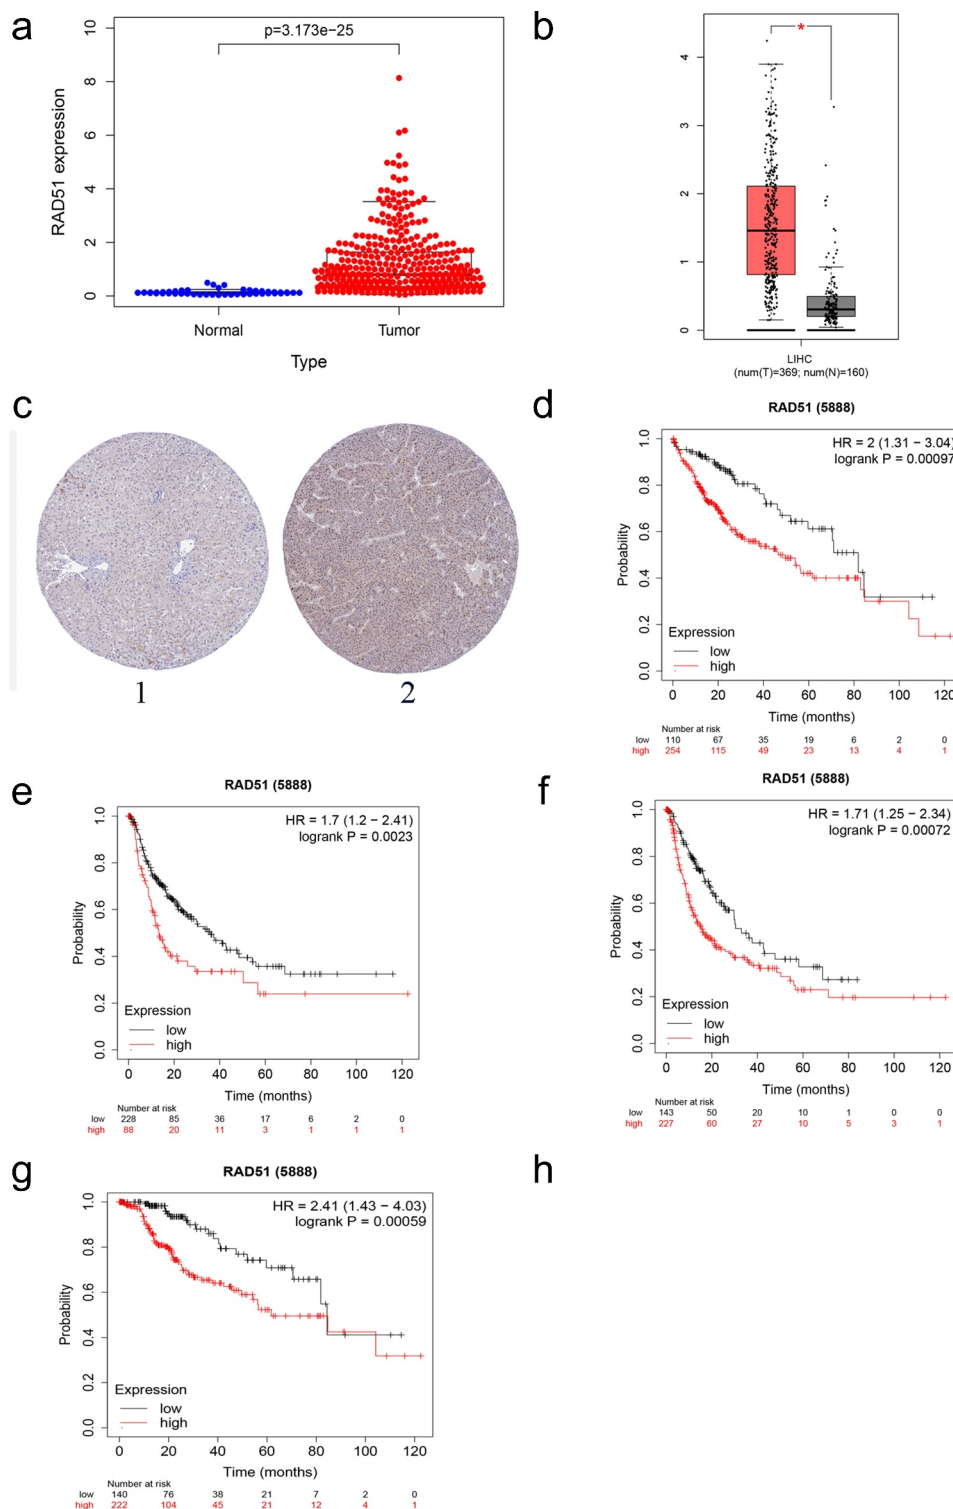 a
p=3.173e−25
RAD51 expression
10
8
6
4
2
0
Normal
Tumor
Type
b
*
4
3
2
1
0
LIHC
(num(T)=369; num(N)=160)
c
1
2
d
RAD51 (5888)
HR = 2 (1.31 − 3.04)
logrank P = 0.00097
Probability
1.0
0.8
0.6
0.4
0.2
0.0
Expression
low
high
0 20 40 60 80 100 120
Time (months)
Number at risk
low 110 67 35 19 6 2 0
high 254 115 49 23 13 4 1
e
RAD51 (5888)
HR = 1.7 (1.2 − 2.41)
logrank P = 0.0023
Probability
1.0
0.8
0.6
0.4
0.2
0.0
Expression
low
high
0 20 40 60 80 100 120
Time (months)
Number at risk
low 228 85 36 17 6 2 0
high 88 20 11 3 1 1 1
f
RAD51 (5888)
HR = 1.71 (1.25 − 2.34)
logrank P = 0.00072
Probability
1.0
0.8
0.6
0.4
0.2
0.0
Expression
low
high
0 20 40 60 80 100 120
Time (months)
Number at risk
low 143 50 20 10 1 0 0
high 227 60 27 10 5 3 1
g
RAD51 (5888)
HR = 2.41 (1.43 − 4.03)
logrank P = 0.00059
Probability
1.0
0.8
0.6
0.4
0.2
0.0
Expression
low
high
0 20 40 60 80 100 120
Time (months)
Number at risk
low 140 76 38 21 7 2 0
high 222 104 45 21 12 4 1
h